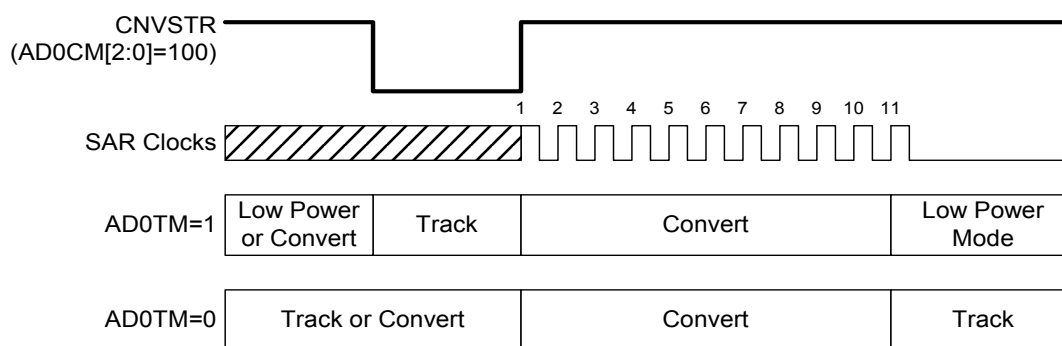 CNVSTR
(AD0CM[2:0]=100)
1 2 3 4 5 6 7 8 9 10 11
SAR Clocks
AD0TM=1
Low Power
or Convert
Track
Convert
Low Power
Mode
AD0TM=0
Track or Convert
Convert
Track